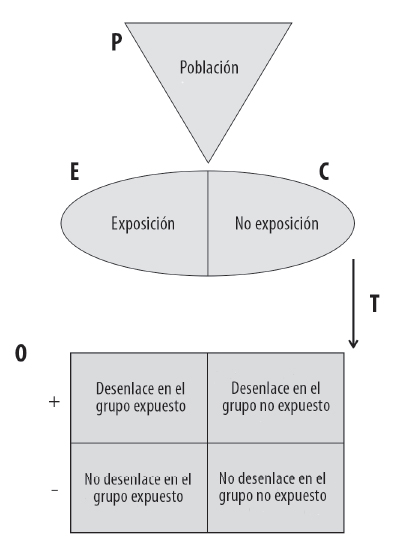 P
Población
E
C
Exposición
No exposición
T
O
+
Desenlace en el
grupo expuesto
Desenlace en el
grupo no expuesto
-
No desenlace en el
grupo expuesto
No desenlace en el
grupo no expuesto